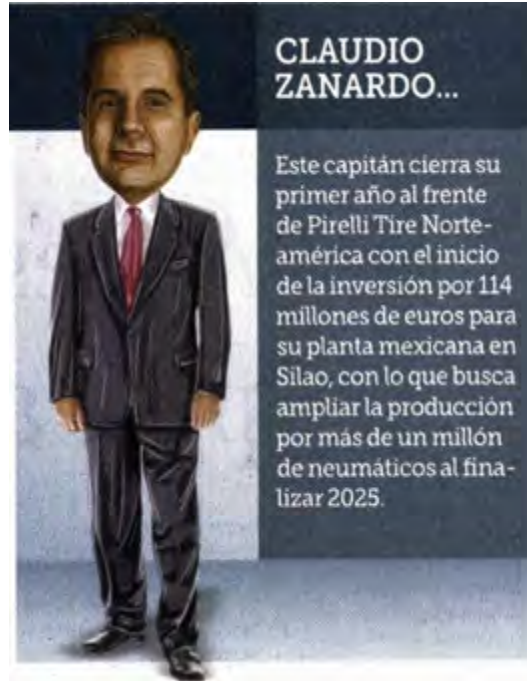 CLAUDIO
ZANARDO...
Este capitán cierra su
primer año al frente
de Pirelli Tire Norte-
américa con el inicio
de la inversión por 114
millones de euros para
su planta mexicana en
Silao, con lo que busca
ampliar la producción
por más de un millón
de neumáticos al fina-
lizar 2025.